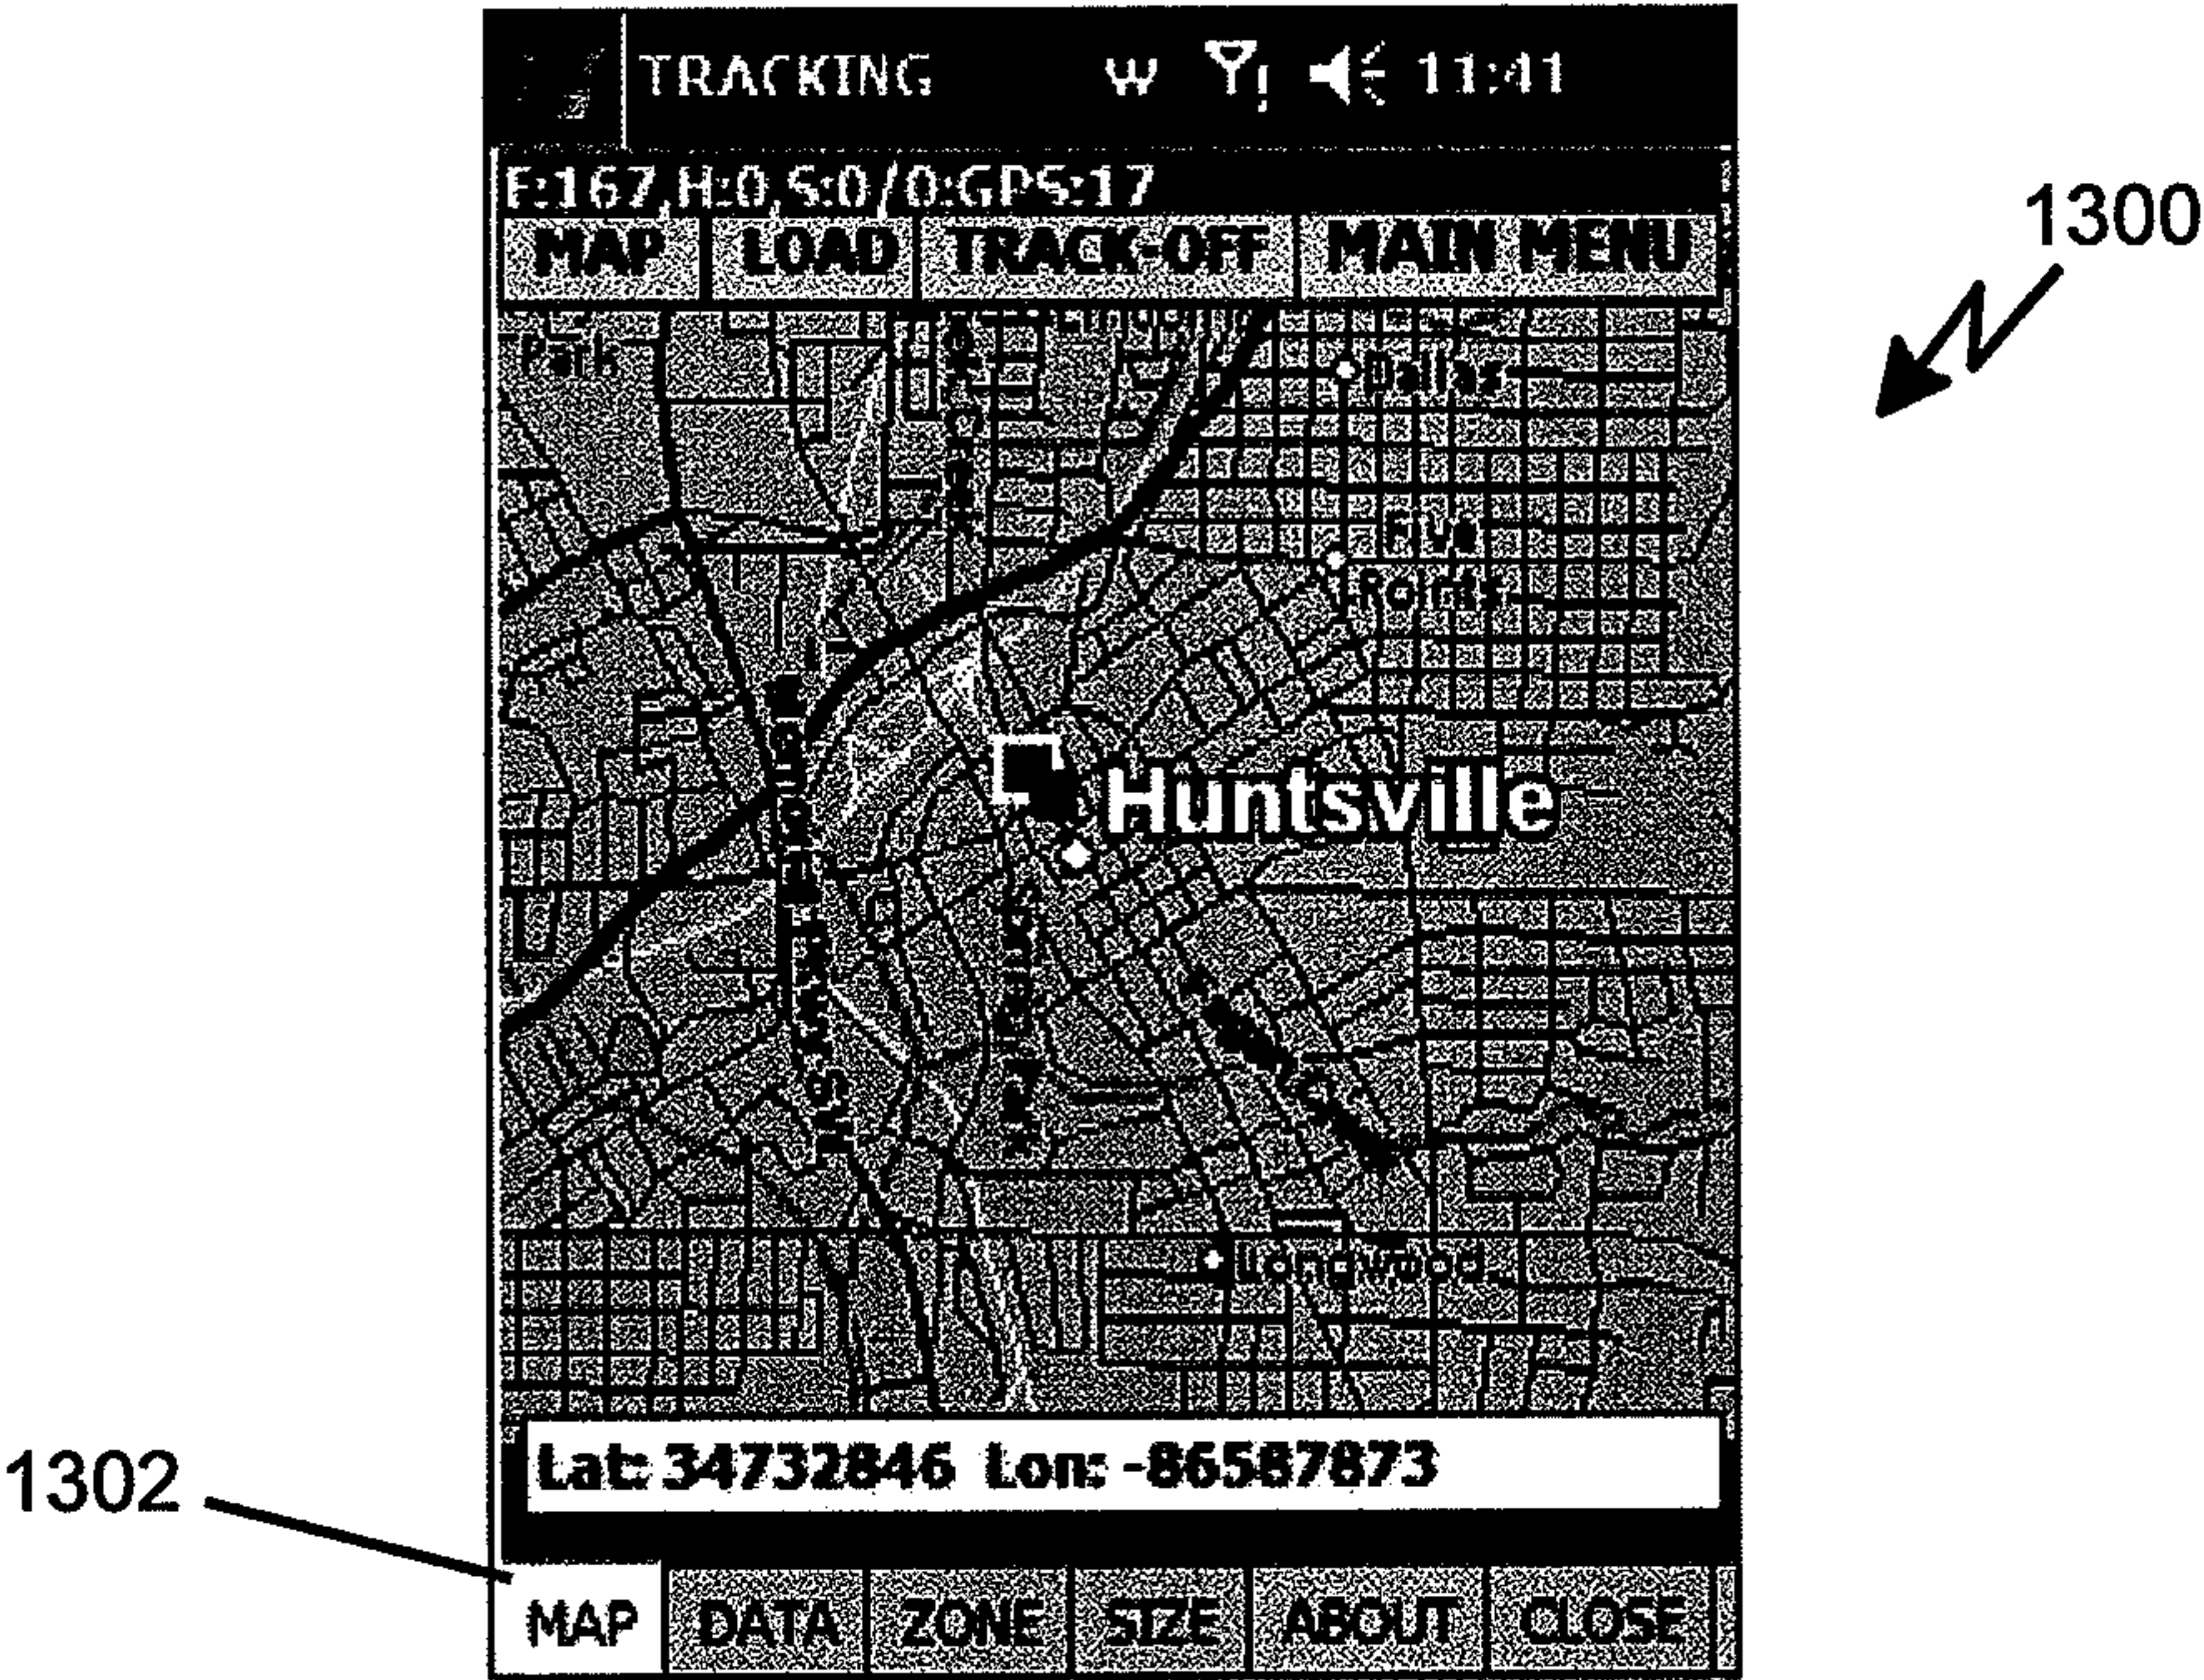 TRACKING W 11:41
F:167,H:0,S:0/0:GPS:17
1300
MAP LOAD TRACK-OFF MAIN MENU
Park
Dallas
Five
Points
Huntsville
Longwood
Lat: 34732846 Lon: -86587873
1302
MAP DATA ZONE SIZE ABOUT CLOSE